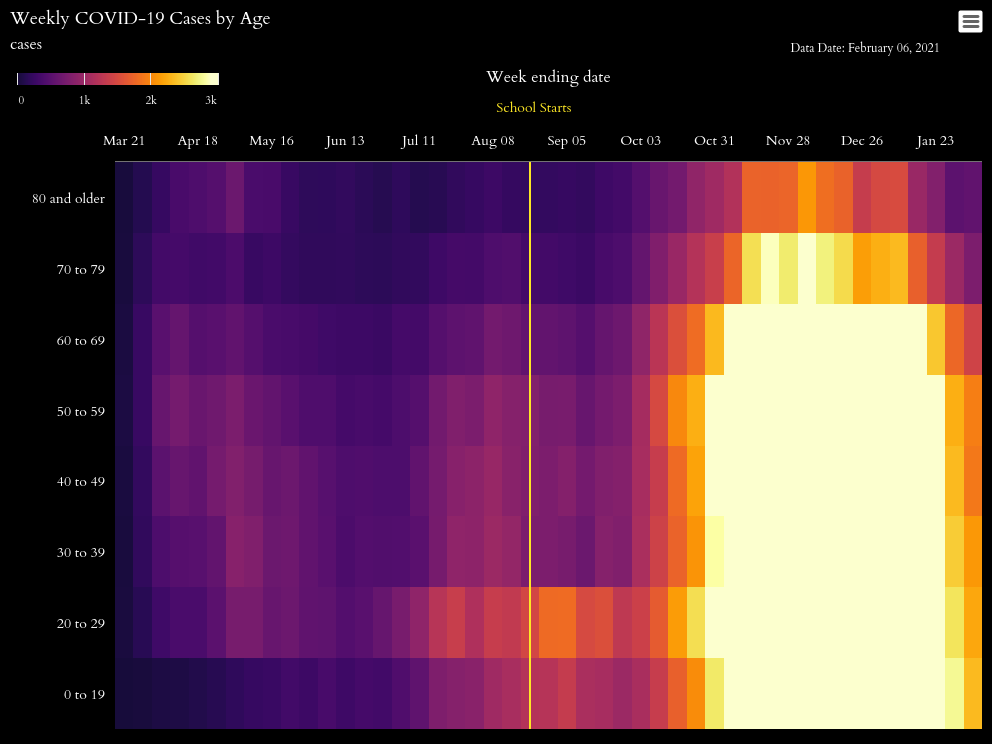 Weekly COVID-19 Cases by Age
cases
Data Date: February 06, 2021
0 1k 2k 3k
Week ending date
School Starts
Mar 21 Apr 18 May 16 Jun 13 Jul 11 Aug 08 Sep 05 Oct 03 Oct 31 Nov 28 Dec 26 Jan 23
80 and older
70 to 79
60 to 69
50 to 59
40 to 49
30 to 39
20 to 29
0 to 19